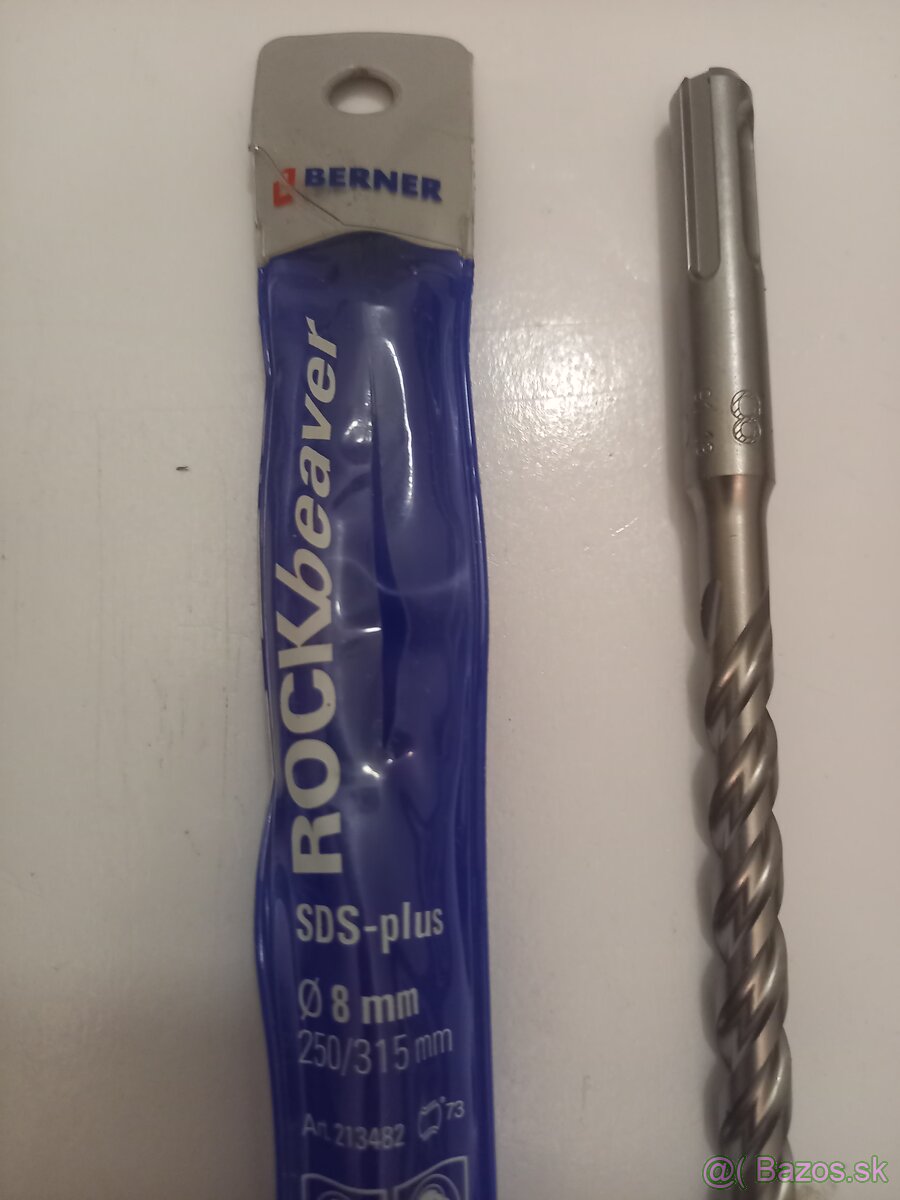 BERNER
ROCKbeaver
SDS-plus
Ø 8 mm
250/315 mm
Art. 213482
73
8
@( Bazos.sk